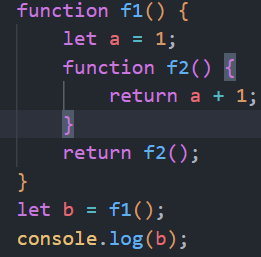 function f1() {
    let a = 1;
    function f2() {
        return a + 1;
    }
    return f2();
}
let b = f1();
console.log(b);